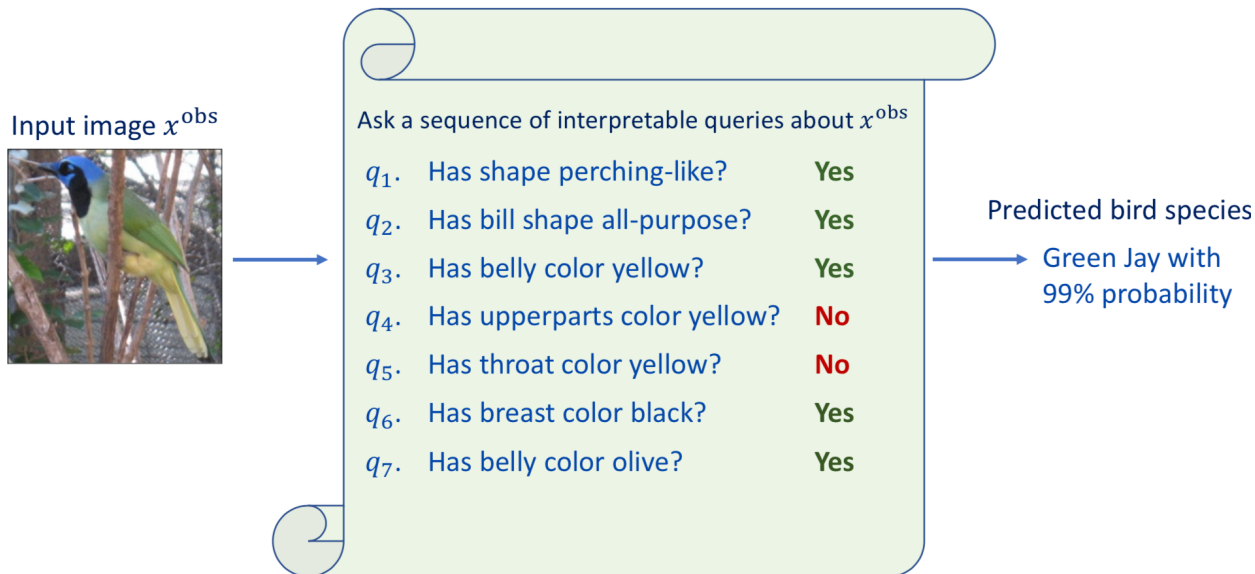 Input image x^obs
Ask a sequence of interpretable queries about x^obs
q₁. Has shape perching-like? Yes
q₂. Has bill shape all-purpose? Yes
q₃. Has belly color yellow? Yes
q₄. Has upperparts color yellow? No
q₅. Has throat color yellow? No
q₆. Has breast color black? Yes
q₇. Has belly color olive? Yes
Predicted bird species
Green Jay with
99% probability